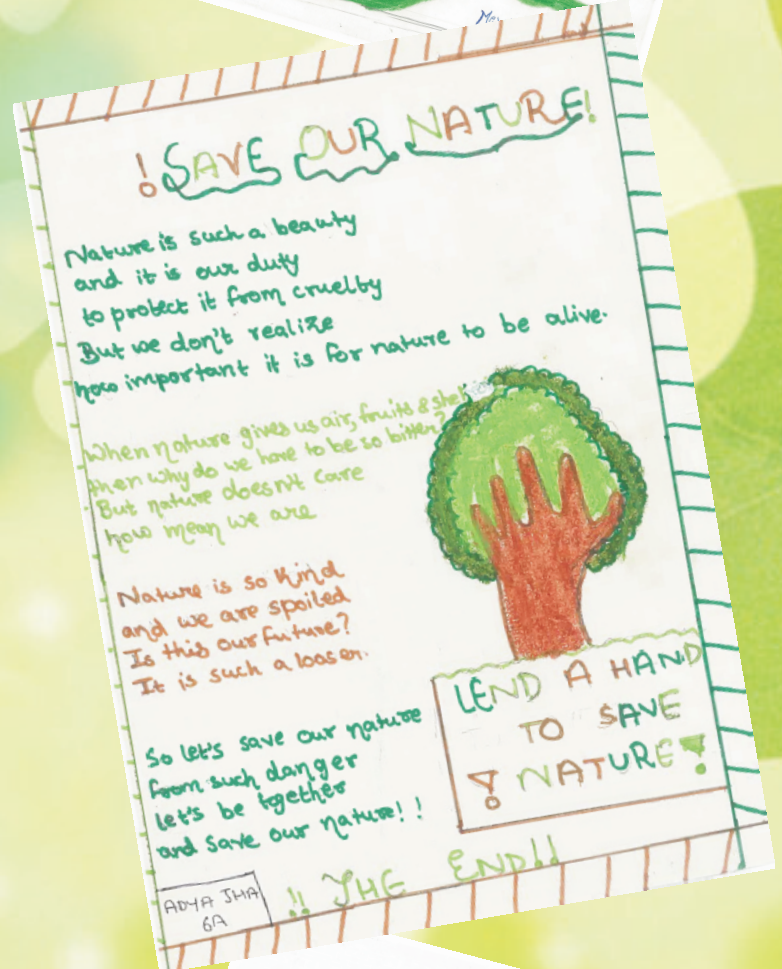 ! SAVE OUR NATURE!
Nature is such a beauty
and it is our duty
to protect it from cruelty
But we don't realize
how important it is for nature to be alive.
When nature gives us air, fruits & shel
then why do we have to be so bitter?
But nature doesn't care
how mean we are
Nature is so kind
and we are spoiled
Is this our future?
It is such a looser.
So let's save our nature
from such danger
let's be together
and save our nature!!
LEND A HAND
TO SAVE
! NATURE!
!! THE END!!
ADYA JHA
6A